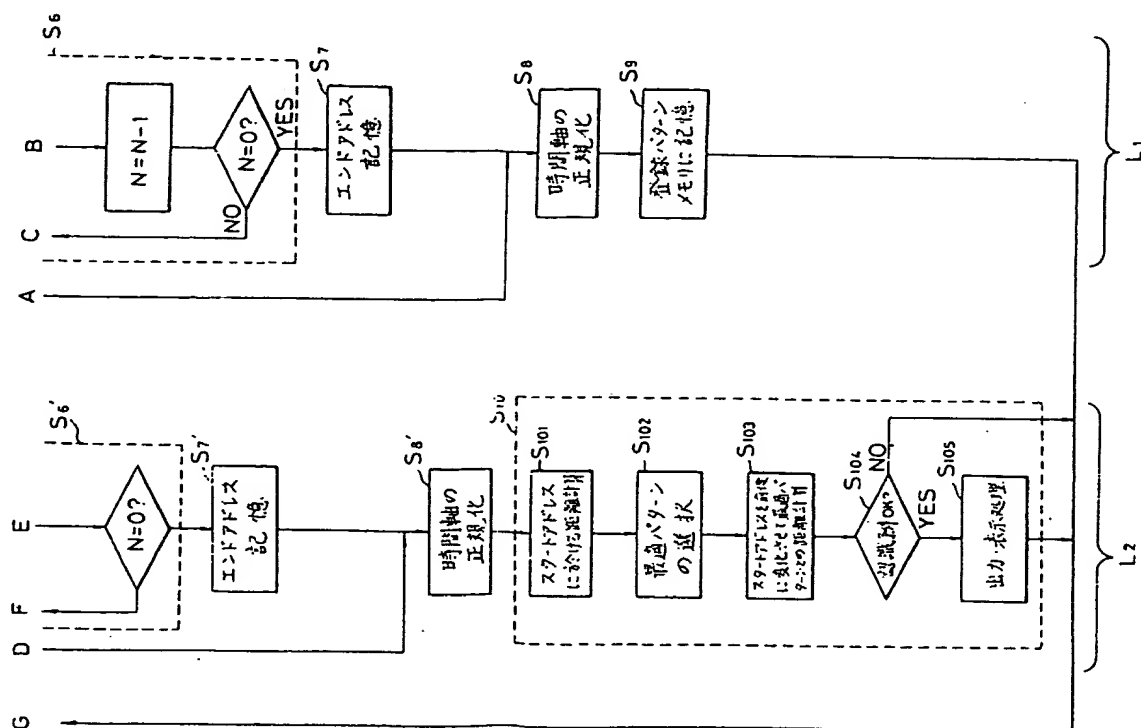 G D F E A C B
S6'
N=0?
S7'
エンドアドレス
記憶
S8'
時間軸の
正規化
S10
S101
スタートアドレス
に於ける距離計算
S102
最適パターン
の選択
S103
スタートアドレスを前後
に変化させて最適パ
ターンとの距離計算
S104
認識判別OK?
NO
YES
S105
出力・表示処理
L2
S6
N=N-1
N=0?
NO
YES
S7
エンドアドレス
記憶
S8
時間軸の
正規化
S9
登録パターン
メモリに記憶
L1